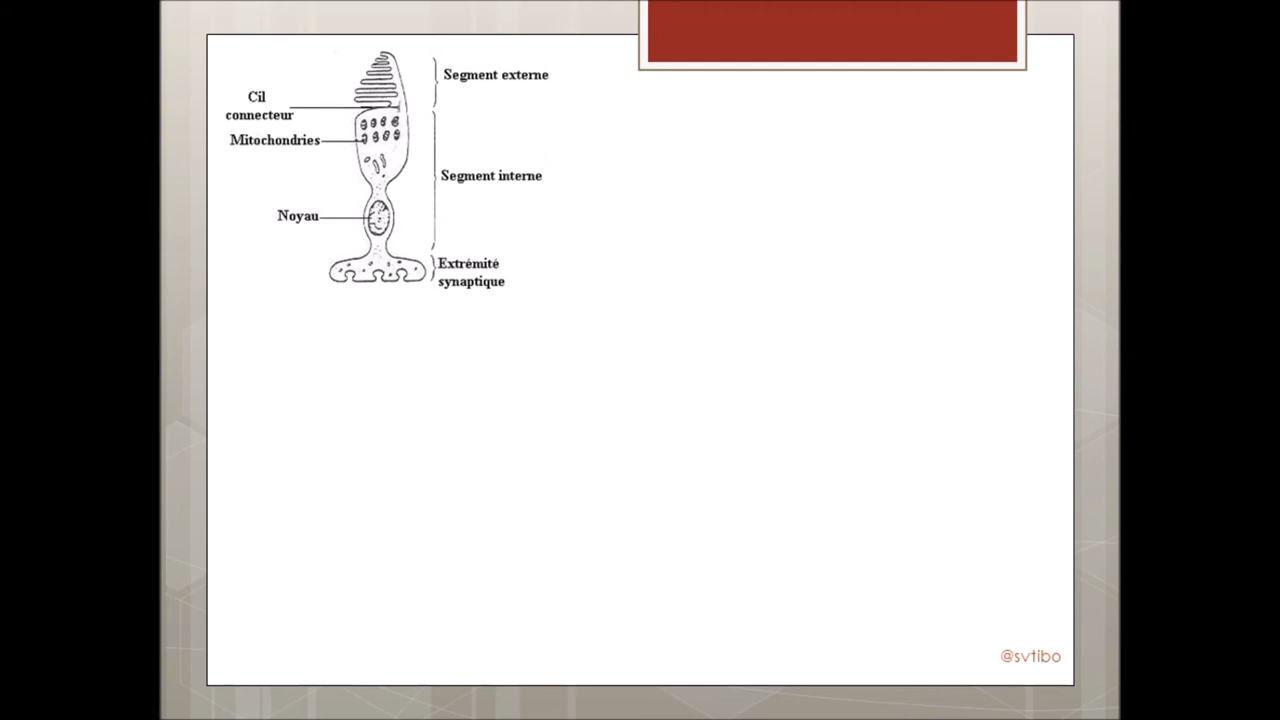 Segment externe
Cil
connecteur
Mitochondries
Segment interne
Noyau
Extrémité
synaptique
@svtibo